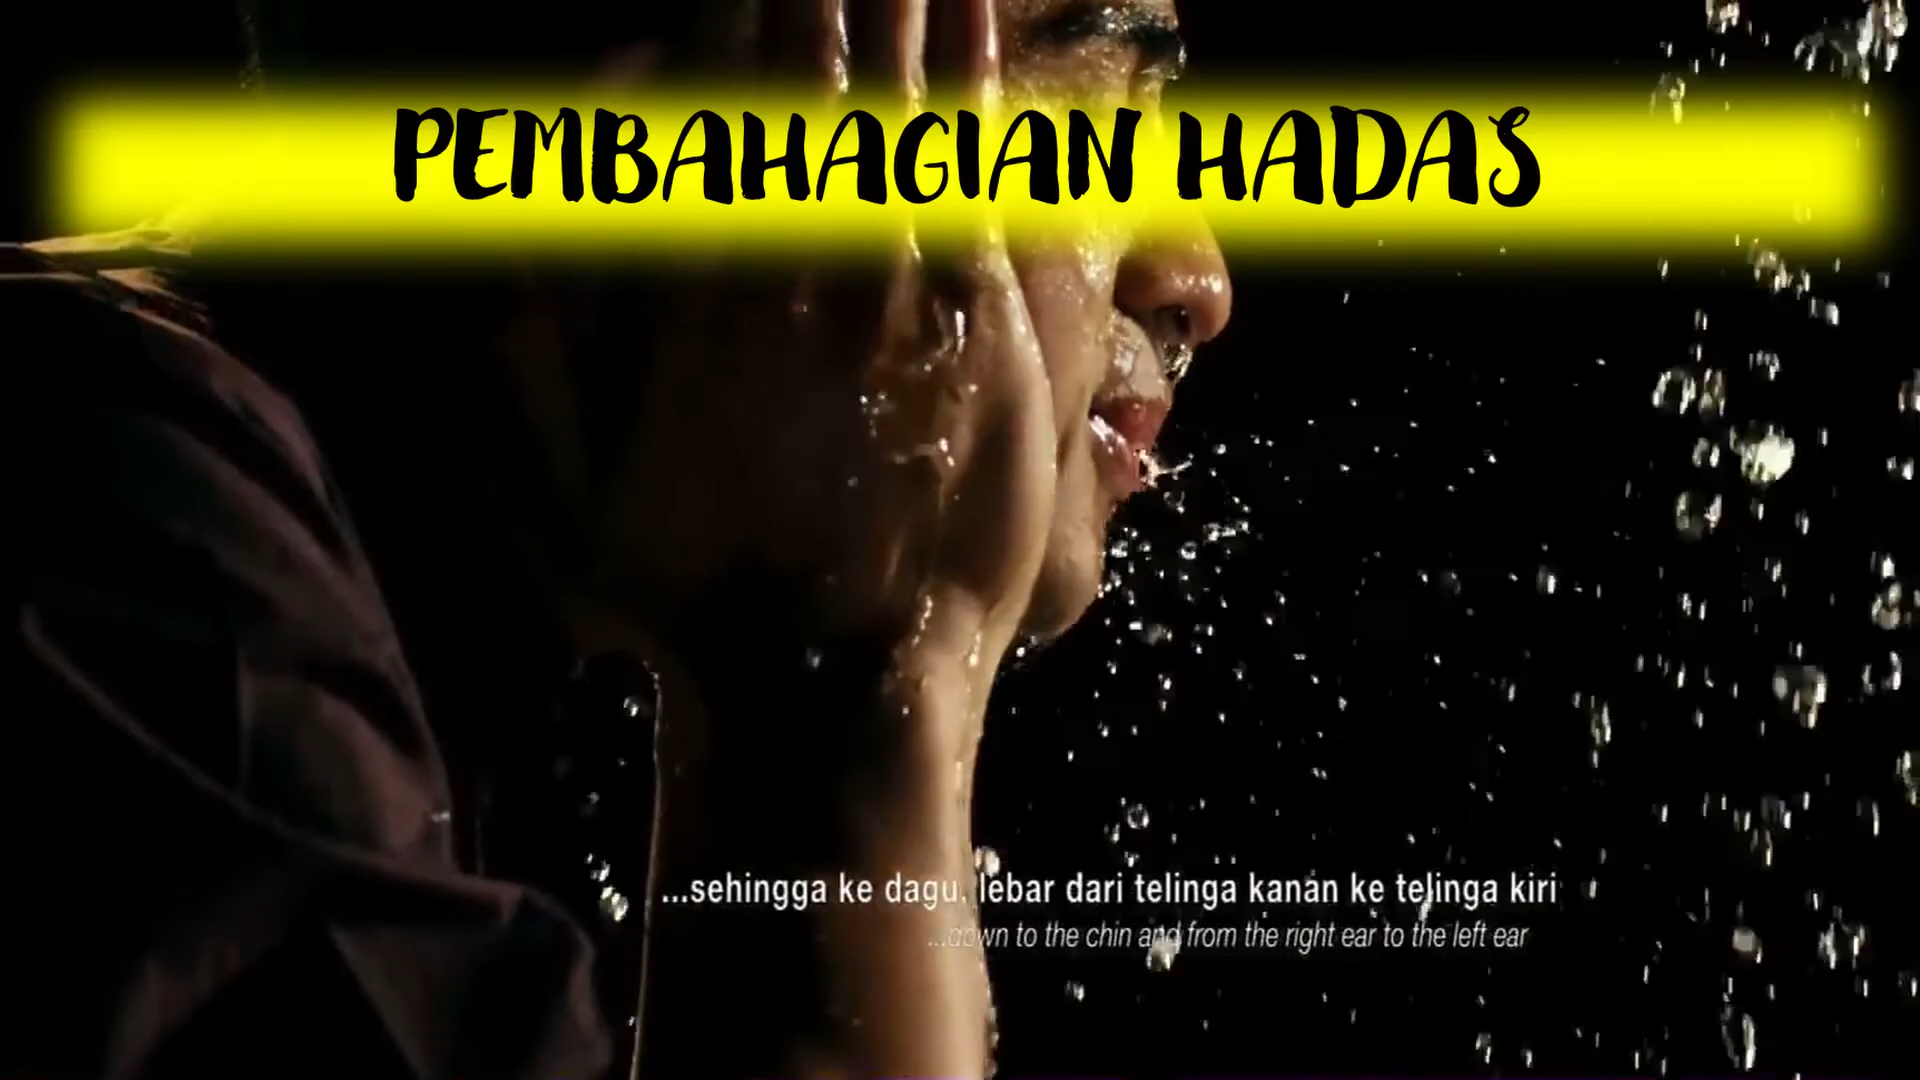 PEMBAHAGIAN HADAS
...sehingga ke dagu, lebar dari telinga kanan ke telinga kiri
...down to the chin and from the right ear to the left ear